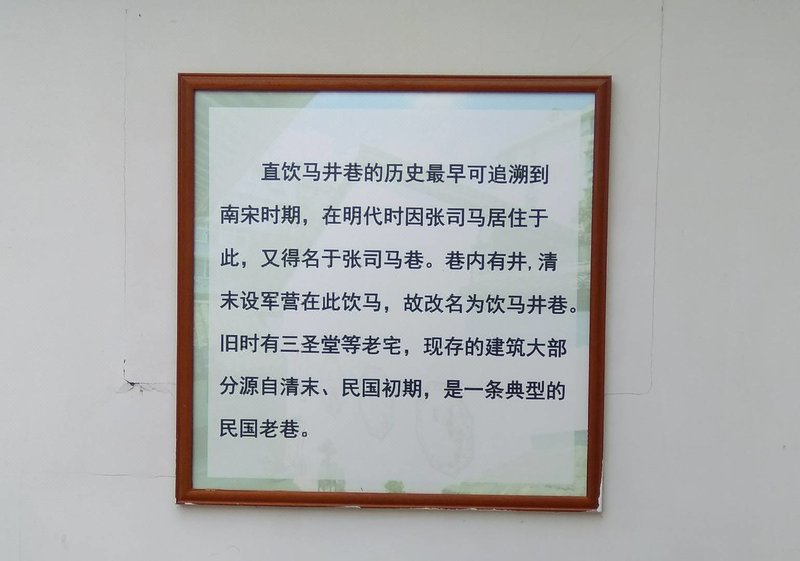 直饮马井巷的历史最早可追溯到
南宋时期，在明代时因张司马居住于
此，又得名于张司马巷。巷内有井,清
末设军营在此饮马，故改名为饮马井巷。
旧时有三圣堂等老宅，现存的建筑大部
分源自清末、民国初期，是一条典型的
民国老巷。